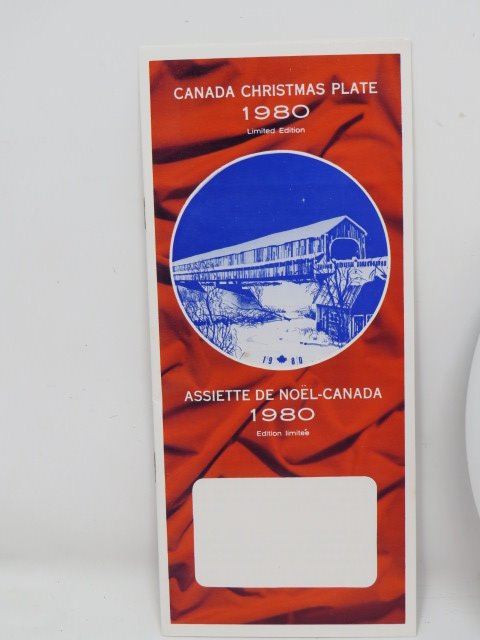 CANADA CHRISTMAS PLATE
1980
Limited Edition
19 80
ASSIETTE DE NOËL-CANADA
1980
Edition limitée